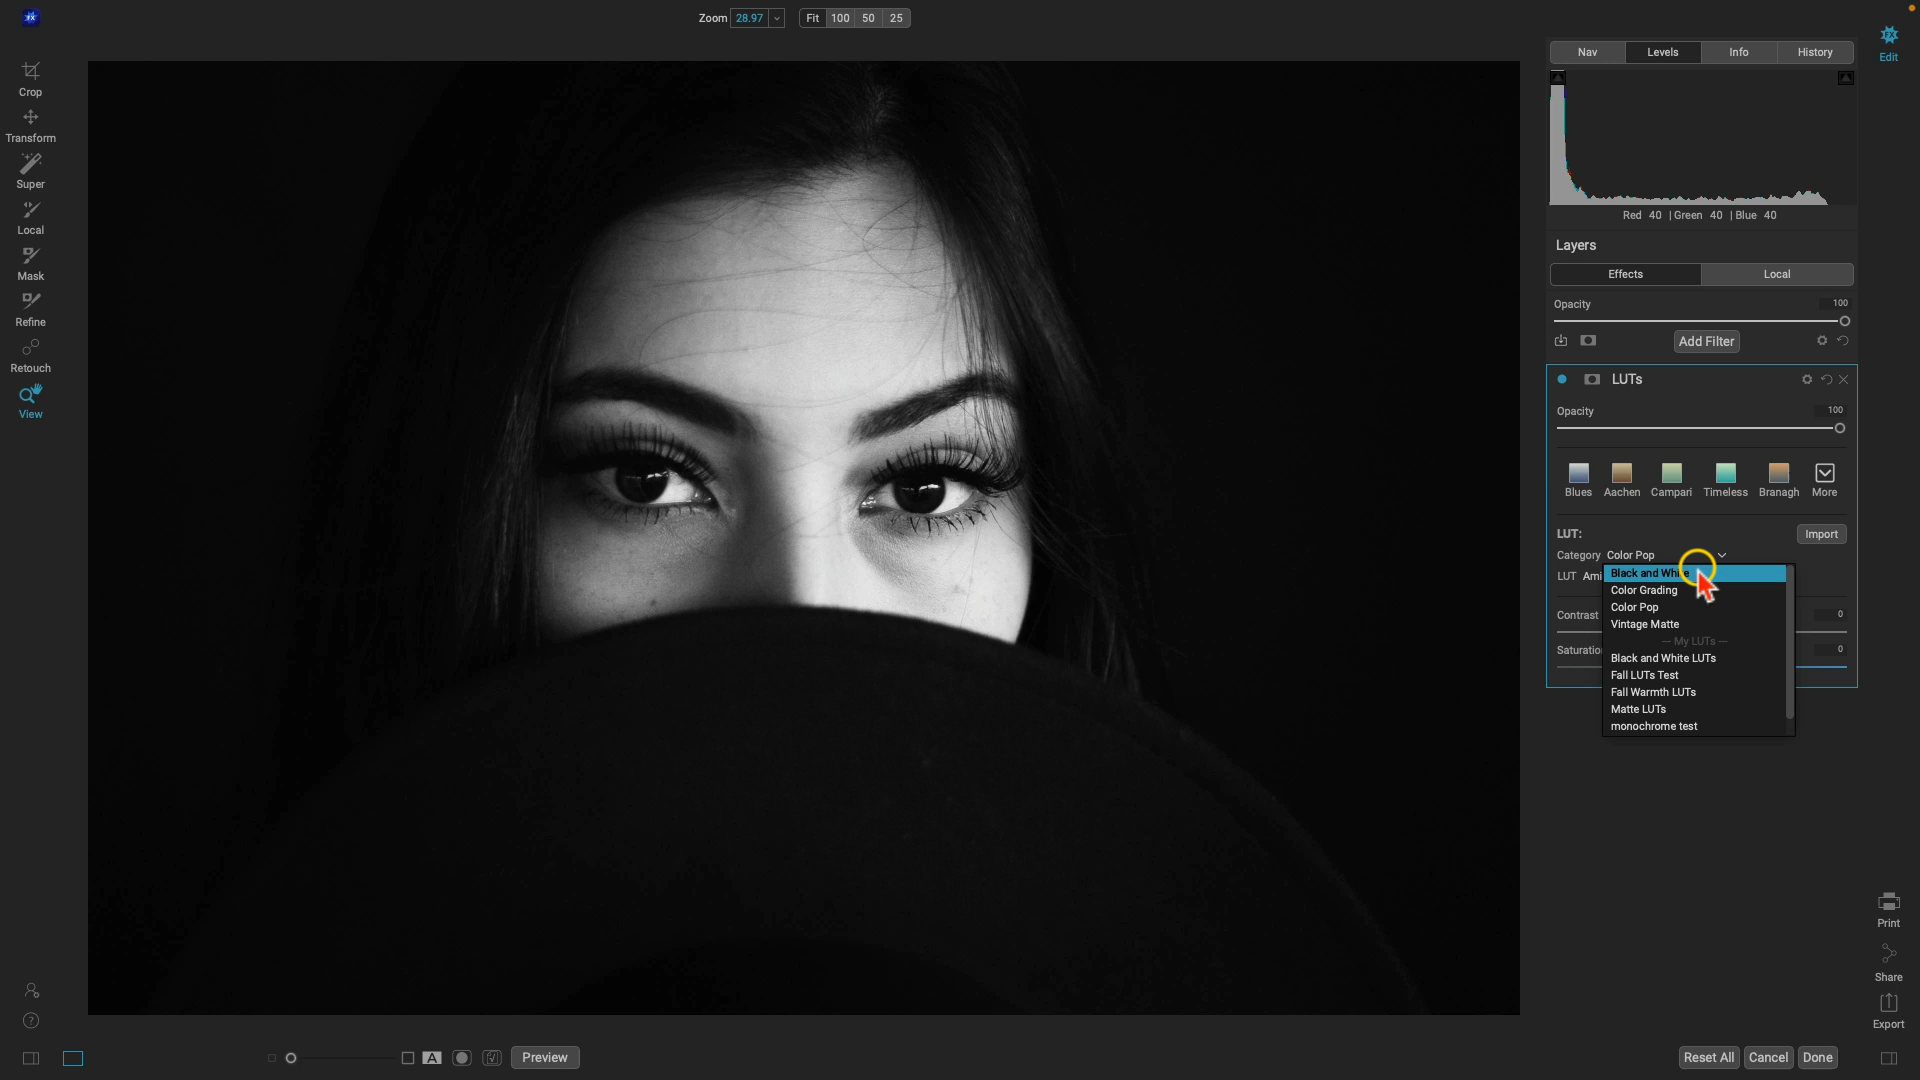 FX
Zoom 28.97 Fit 100 50 25
Crop
Transform
Super
Local
Mask
Refine
Retouch
View
Nav Levels Info History
FX
Edit
Red 40 | Green 40 | Blue 40
Layers
Effects Local
Opacity 100
Add Filter
LUTs
Opacity 100
Blues Aachen Campari Timeless Branagh More
LUT: Import
Category Color Pop
LUT Ami
Black and White
Color Grading
Color Pop
Vintage Matte
— My LUTs —
Black and White LUTs
Fall LUTs Test
Fall Warmth LUTs
Matte LUTs
monochrome test
Contrast 0
Saturatio 0
Print
Share
Export
?
A
Preview
Reset All Cancel Done